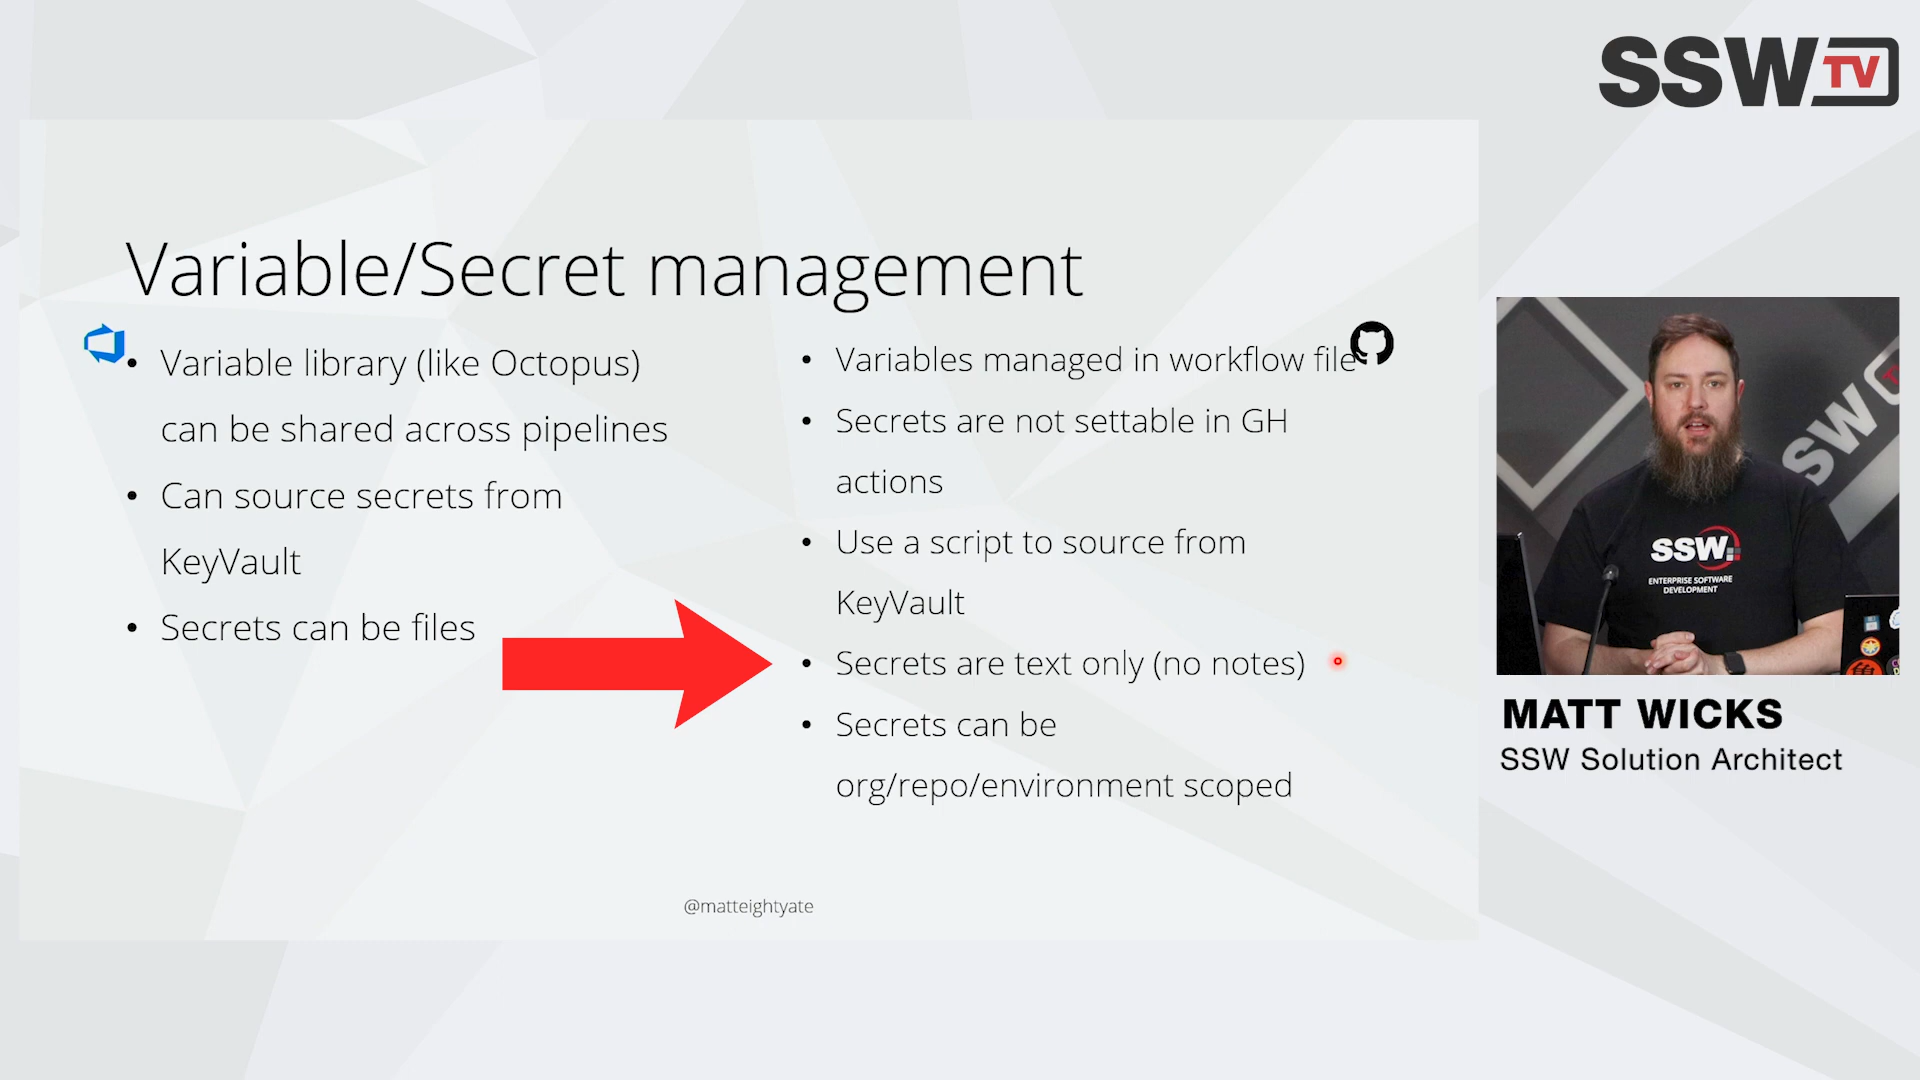 SSW TV
Variable/Secret management
• Variable library (like Octopus)
can be shared across pipelines
• Can source secrets from
KeyVault
• Secrets can be files
• Variables managed in workflow file
• Secrets are not settable in GH
actions
• Use a script to source from
KeyVault
• Secrets are text only (no notes)
• Secrets can be
org/repo/environment scoped
@matteightyate
SSW
SSW
ENTERPRISE SOFTWARE
DEVELOPMENT
MATT WICKS
SSW Solution Architect